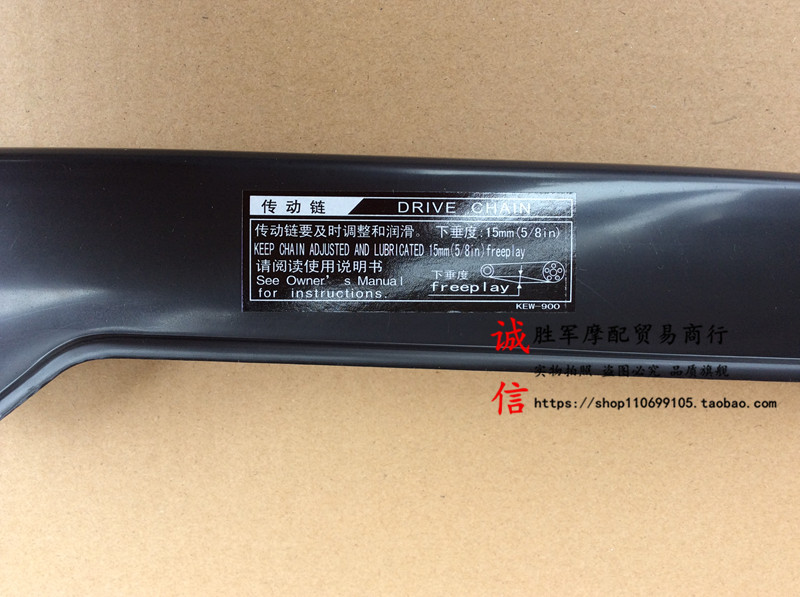 传动链 DRIVE CHAIN
传动链要及时调整和润滑。下垂度:15mm(5/8in)
KEEP CHAIN ADJUSTED AND LUBRICATED 15mm(5/8in)freeplay
请阅读使用说明书
See Owner's Manual
for instructions.
下垂度
freeplay
KEW-900
诚信
胜军摩配贸易商行
实物拍照 盗图必究 品质旗舰
https://shop110699105.taobao.com